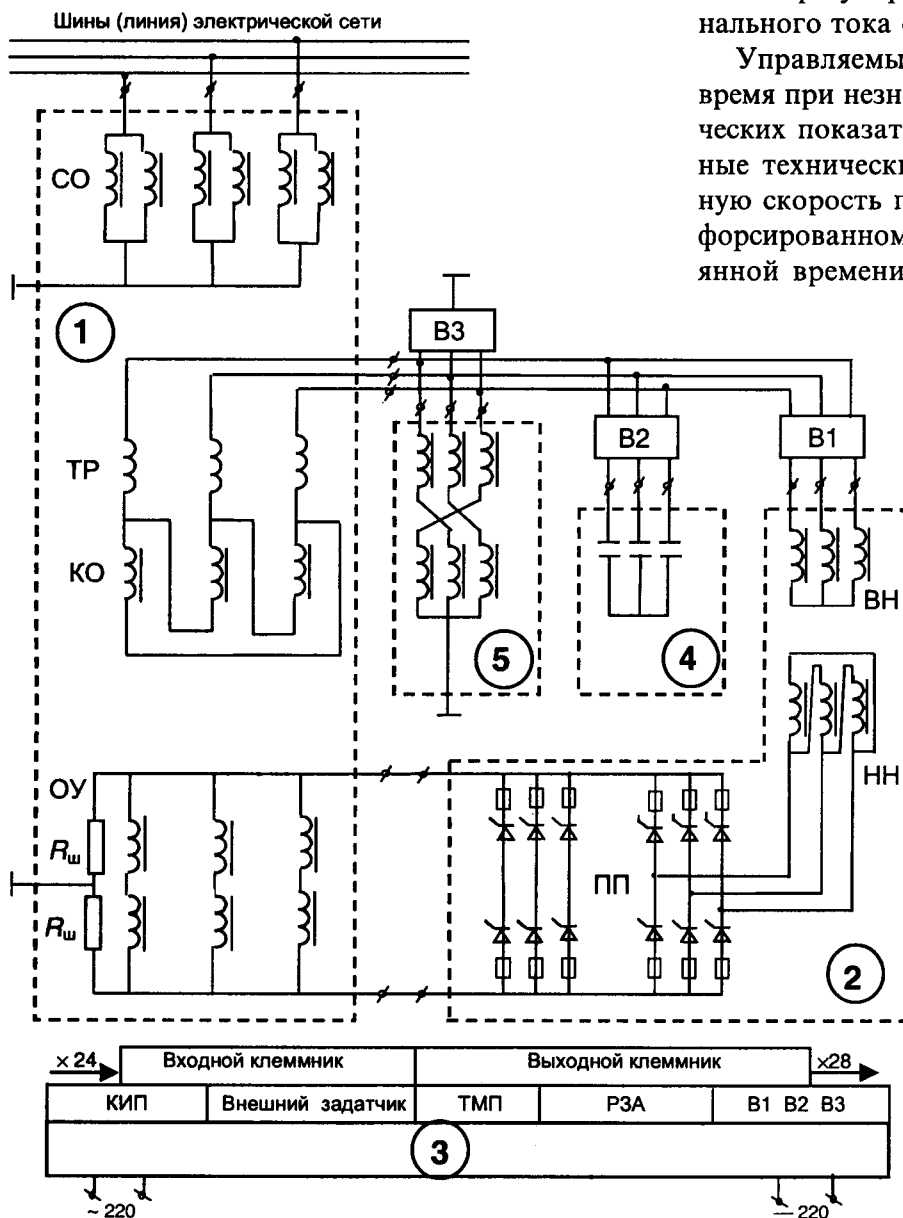 Шины (линия) электрической сети
нального тока
Управляемы
время при незн
ческих показат
ные технически
ную скорость п
форсированном
янной времени
СО
1
В3
ТР
В2
В1
КО
ВН
5
4
ОУ
НН
Rш
ПП
Rш
2
×24 Входной клеммник Выходной клеммник ×28
КИП Внешний задатчик ТМП РЗА В1 В2 В3
3
~ 220 — 220